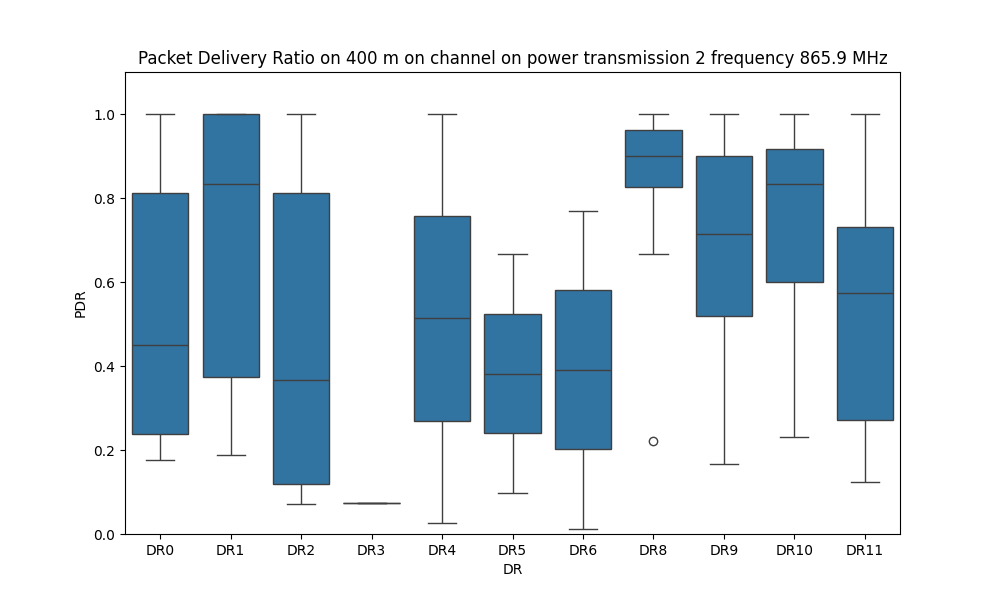 Packet Delivery Ratio on 400 m on channel on power transmission 2 frequency 865.9 MHz
PDR
1.0
0.8
0.6
0.4
0.2
0.0
DR0 DR1 DR2 DR3 DR4 DR5 DR6 DR8 DR9 DR10 DR11
DR